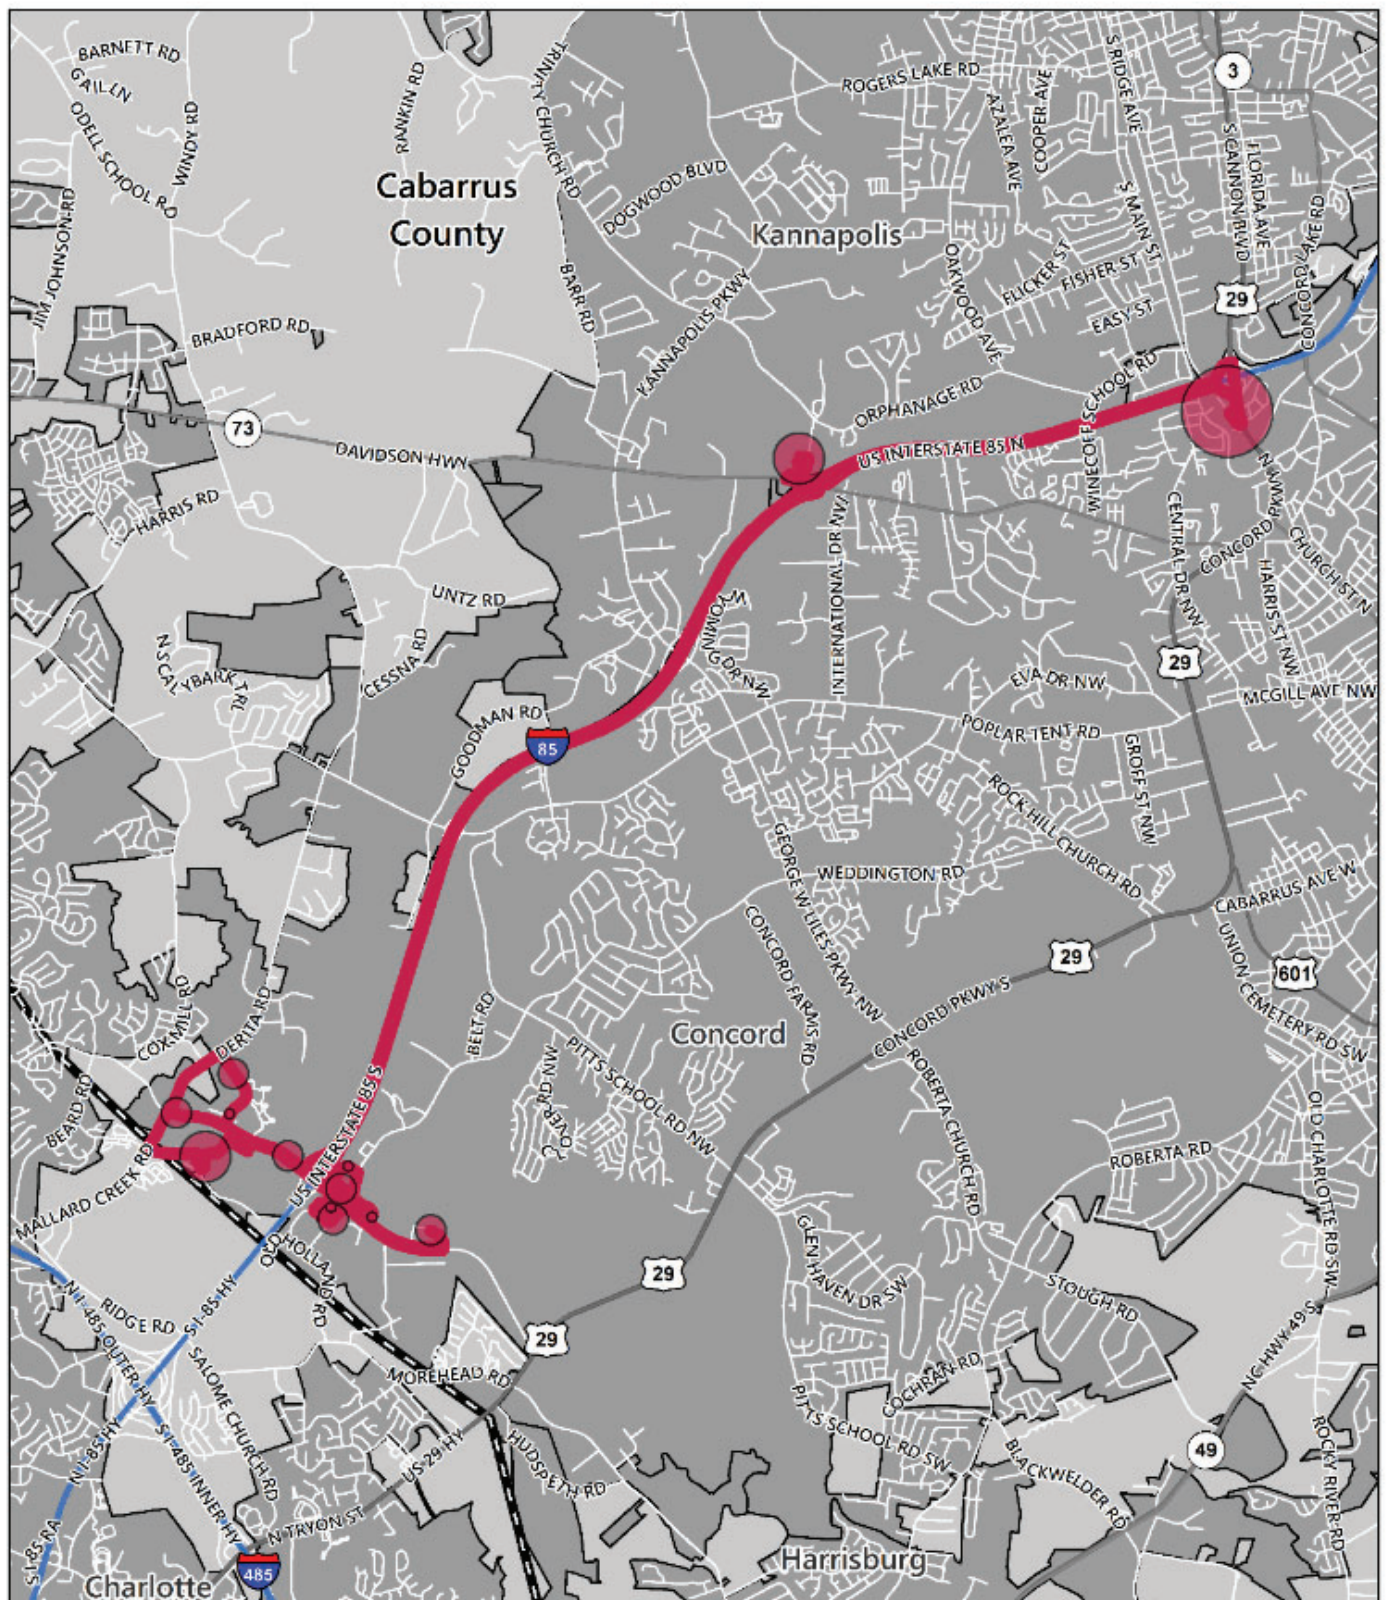 BARNETT RD
GAIL LN
ODELL SCHOOL RD
WINDY RD
RANKIN RD
TRINITY CHURCH RD
ROGERS LAKE RD
AZALEA AVE
COOPER AVE
S RIDGE AVE
3
S CANNON BLVD
FLORIDA AVE
JIM JOHNSON RD
Cabarrus
County
DOGWOOD BLVD
Kannapolis
S MAIN ST
CONCORD LAKE RD
BARR RD
OAKWOOD AVE
FLICKER ST
FISHER ST
EASY ST
29
BRADFORD RD
KANNAPOLIS PKWY
73
DAVIDSON HWY
ORPHANAGE RD
WINECOFF SCHOOL RD
US INTERSTATE 85 N
HARRIS RD
INTERNATIONAL DR NW
CENTRAL DR NW
CONCORD PKWY N
CHURCH ST N
HARRIS ST NW
UNTZ RD
CESSNA RD
WYOMING DR NW
29
EVA DR NW
MCGILL AVE NW
GOODMAN RD
85
POPLAR TENT RD
GROFF ST NW
ROCK HILL CHURCH RD
GEORGE W LILES PKWY NW
WEDDINGTON RD
CABARRUS AVE W
CONCORD FARMS RD
29
UNION CEMETERY RD SW
601
CONCORD PKWY S
COX MILL RD
DERITA RD
BELT RD
PITTS SCHOOL RD NW
Concord
BEARD RD
US INTERSTATE 85 S
ROBERTA CHURCH RD
OLD CHARLOTTE RD SW
ROBERTA RD
MALLARD CREEK RD
HOLLAND RD
N I-485 OUTER HY
RIDGE RD
S I-85 HY
29
GLEN HAVEN DR SW
STOUGH RD
29
NC HWY 49 S
SALOME CHURCH RD
MOREHEAD RD
COCHRAN RD
PITTS SCHOOL RD SW
N I-85 HY
S I-485 INNER HY
US 29 HY
HUDSPETH RD
BLACKWELDER RD
49
ROCKY RIVER RD
S I-85 RA
N TRYON ST
485
Charlotte
Harrisburg